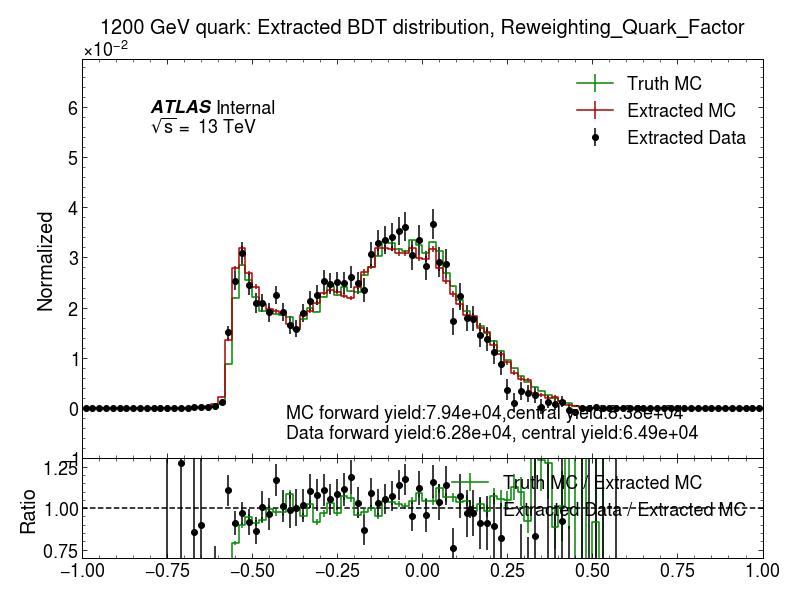 1200 GeV quark: Extracted BDT distribution, Reweighting_Quark_Factor
×10⁻²
ATLAS Internal
√s = 13 TeV
Truth MC
Extracted MC
Extracted Data
Normalized
6
5
4
3
2
1
0
1
MC forward yield:7.94e+04,central yield:8.38e+04
Data forward yield:6.28e+04, central yield:6.49e+04
Ratio
1.25
1.00
0.75
Truth MC / Extracted MC
Extracted Data / Extracted MC
−1.00 −0.75 −0.50 −0.25 0.00 0.25 0.50 0.75 1.00